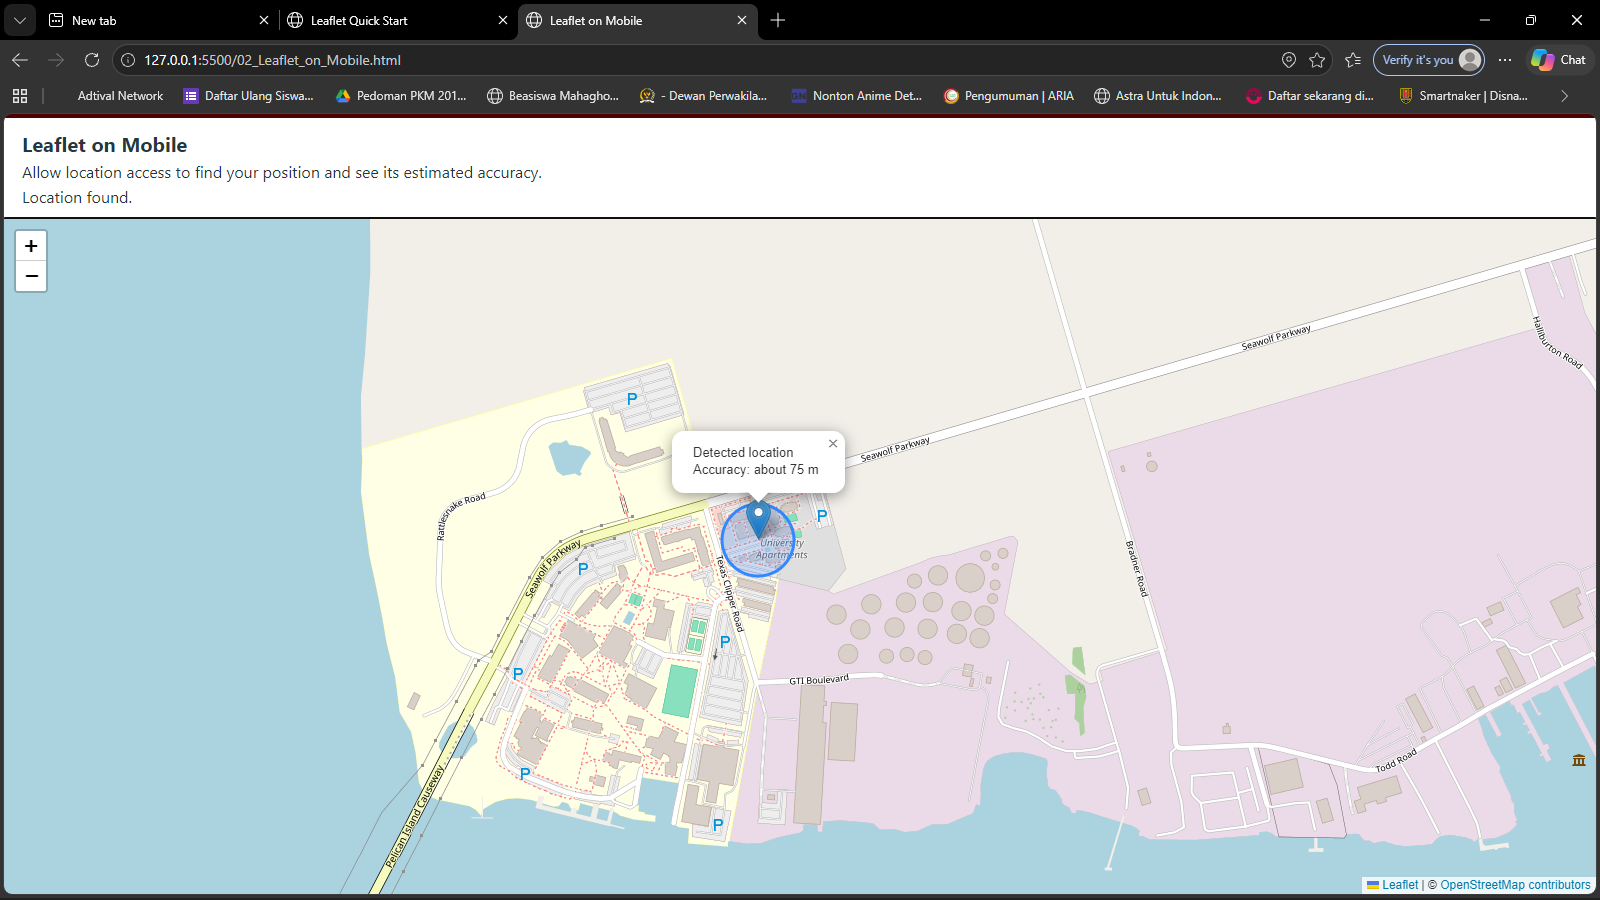 New tab
Leaflet Quick Start
Leaflet on Mobile
127.0.0.1:5500/02_Leaflet_on_Mobile.html
Verify it's you
Chat
Adtival Network
Daftar Ulang Siswa...
Pedoman PKM 201...
Beasiswa Mahagho...
- Dewan Perwakila...
Nonton Anime Det...
Pengumuman | ARIA
Astra Untuk Indon...
Daftar sekarang di...
Smartnaker | Disna...
Leaflet on Mobile
Allow location access to find your position and see its estimated accuracy.
Location found.
+
−
Seawolf Parkway
Halliburton Road
P
Detected location
Accuracy: about 75 m
×
Seawolf Parkway
Rattlesnake Road
P
University
Apartments
Seawolf Parkway
P
Texas Clipper Road
Bradner Road
P
P
GTI Boulevard
P
Todd Road
Pelican Island Causeway
P
Leaflet | © OpenStreetMap contributors